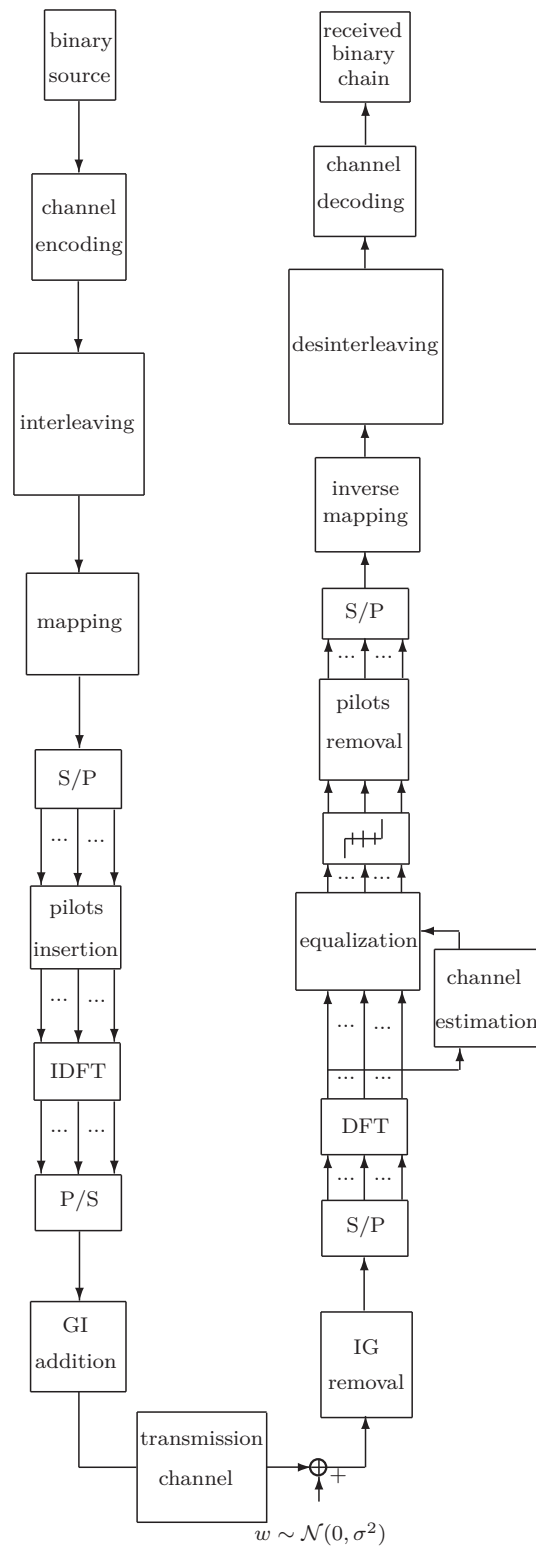 binary
source
channel
encoding
interleaving
mapping
S/P
... ...
pilots
insertion
... ...
IDFT
... ...
P/S
GI
addition
transmission
channel
+
w ∼ N(0, σ²)
received
binary
chain
channel
decoding
desinterleaving
inverse
mapping
S/P
... ...
pilots
removal
... ...
equalization
channel
estimation
... ...
... ...
DFT
... ...
S/P
IG
removal